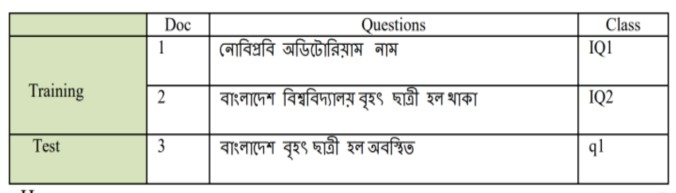 Doc Questions Class
Training 1 নোবিপ্রবি অডিটোরিয়াম নাম IQ1
2 বাংলাদেশ বিশ্ববিদ্যালয় বৃহৎ ছাত্রী হল থাকা IQ2
Test 3 বাংলাদেশ বৃহৎ ছাত্রী হল অবস্থিত q1